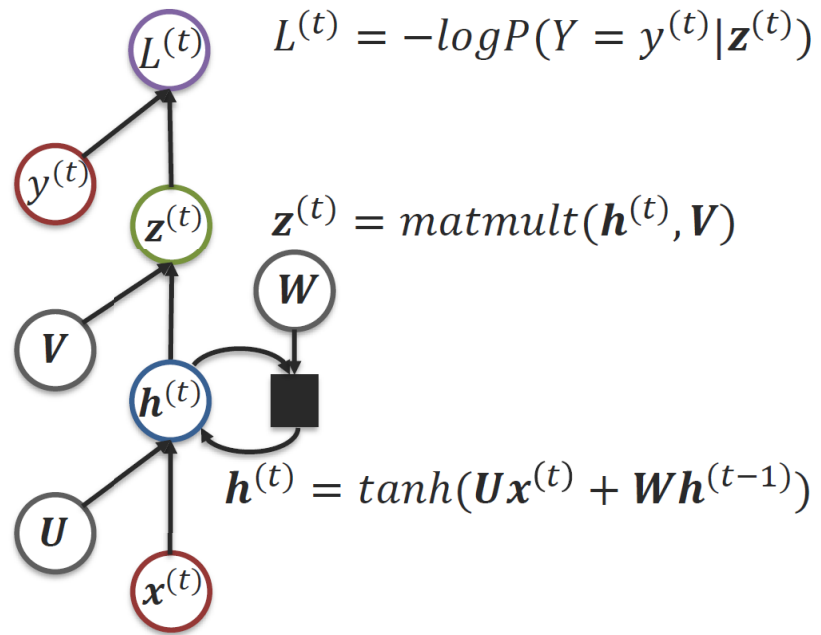 L^(t) L^(t) = −logP(Y = y^(t)|z^(t))
y^(t)
z^(t) z^(t) = matmult(h^(t), V)
W
V
h^(t)
h^(t) = tanh(Ux^(t) + Wh^(t−1))
U
x^(t)